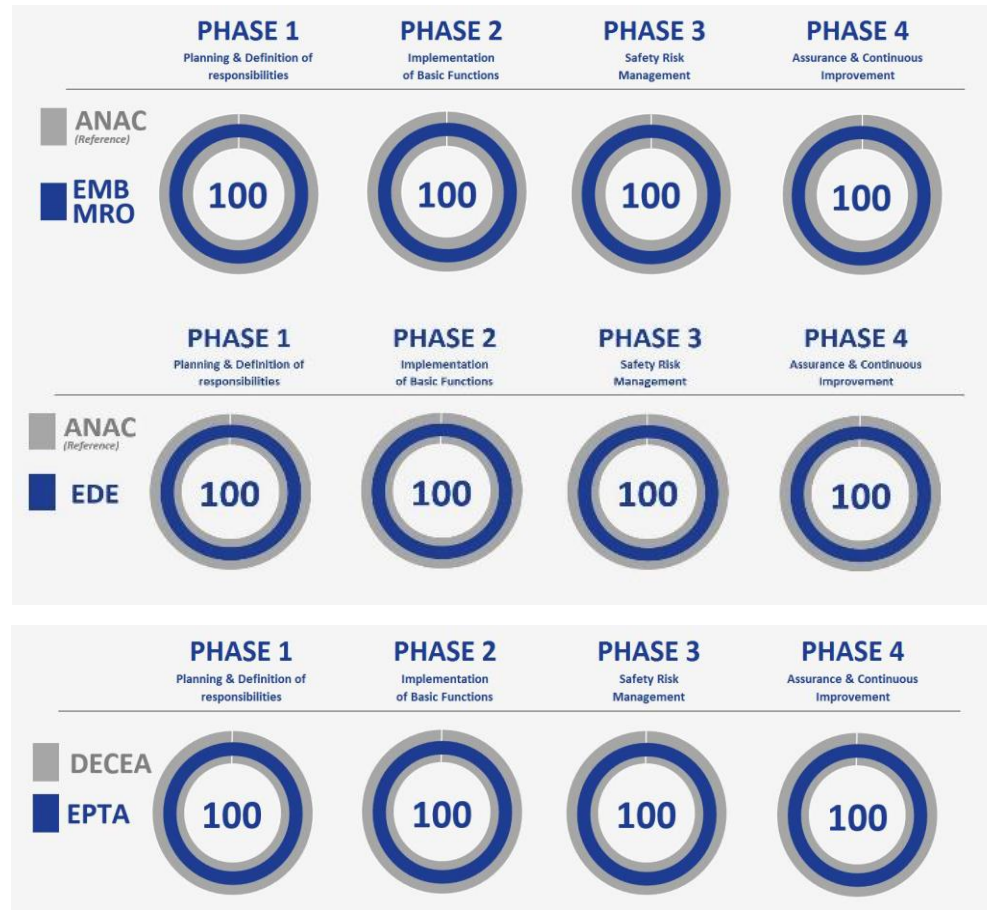 PHASE 1 PHASE 2 PHASE 3 PHASE 4
Planning & Definition of Implementation Safety Risk Assurance & Continuous
responsibilities of Basic Functions Management Improvement
ANAC
(Reference)
EMB
MRO
100 100 100 100
PHASE 1 PHASE 2 PHASE 3 PHASE 4
Planning & Definition of Implementation Safety Risk Assurance & Continuous
responsibilities of Basic Functions Management Improvement
ANAC
(Reference)
EDE
100 100 100 100
PHASE 1 PHASE 2 PHASE 3 PHASE 4
Planning & Definition of Implementation Safety Risk Assurance & Continuous
responsibilities of Basic Functions Management Improvement
DECEA
EPTA
100 100 100 100